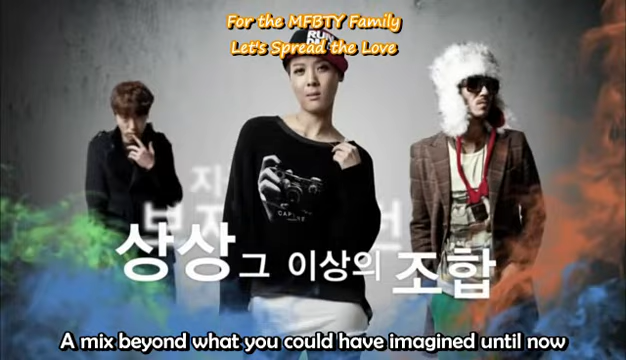 For the MFBTY Family
Let's Spread the Love
RUN
상상 그 이상의 조합
A mix beyond what you could have imagined until now